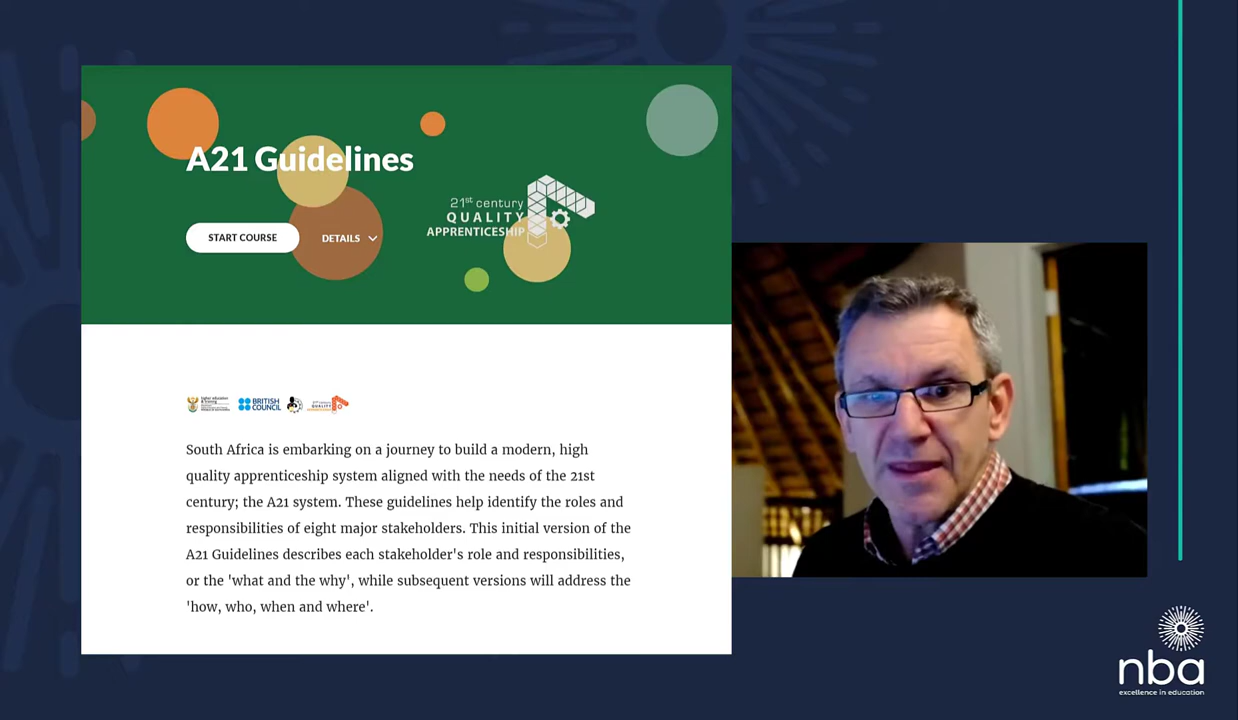 A21 Guidelines
START COURSE
DETAILS
21st century
QUALITY
APPRENTICESHIP
higher education
& training
BRITISH
COUNCIL
QUALITY
South Africa is embarking on a journey to build a modern, high
quality apprenticeship system aligned with the needs of the 21st
century; the A21 system. These guidelines help identify the roles and
responsibilities of eight major stakeholders. This initial version of the
A21 Guidelines describes each stakeholder's role and responsibilities,
or the 'what and the why', while subsequent versions will address the
'how, who, when and where'.
nba
excellence in education